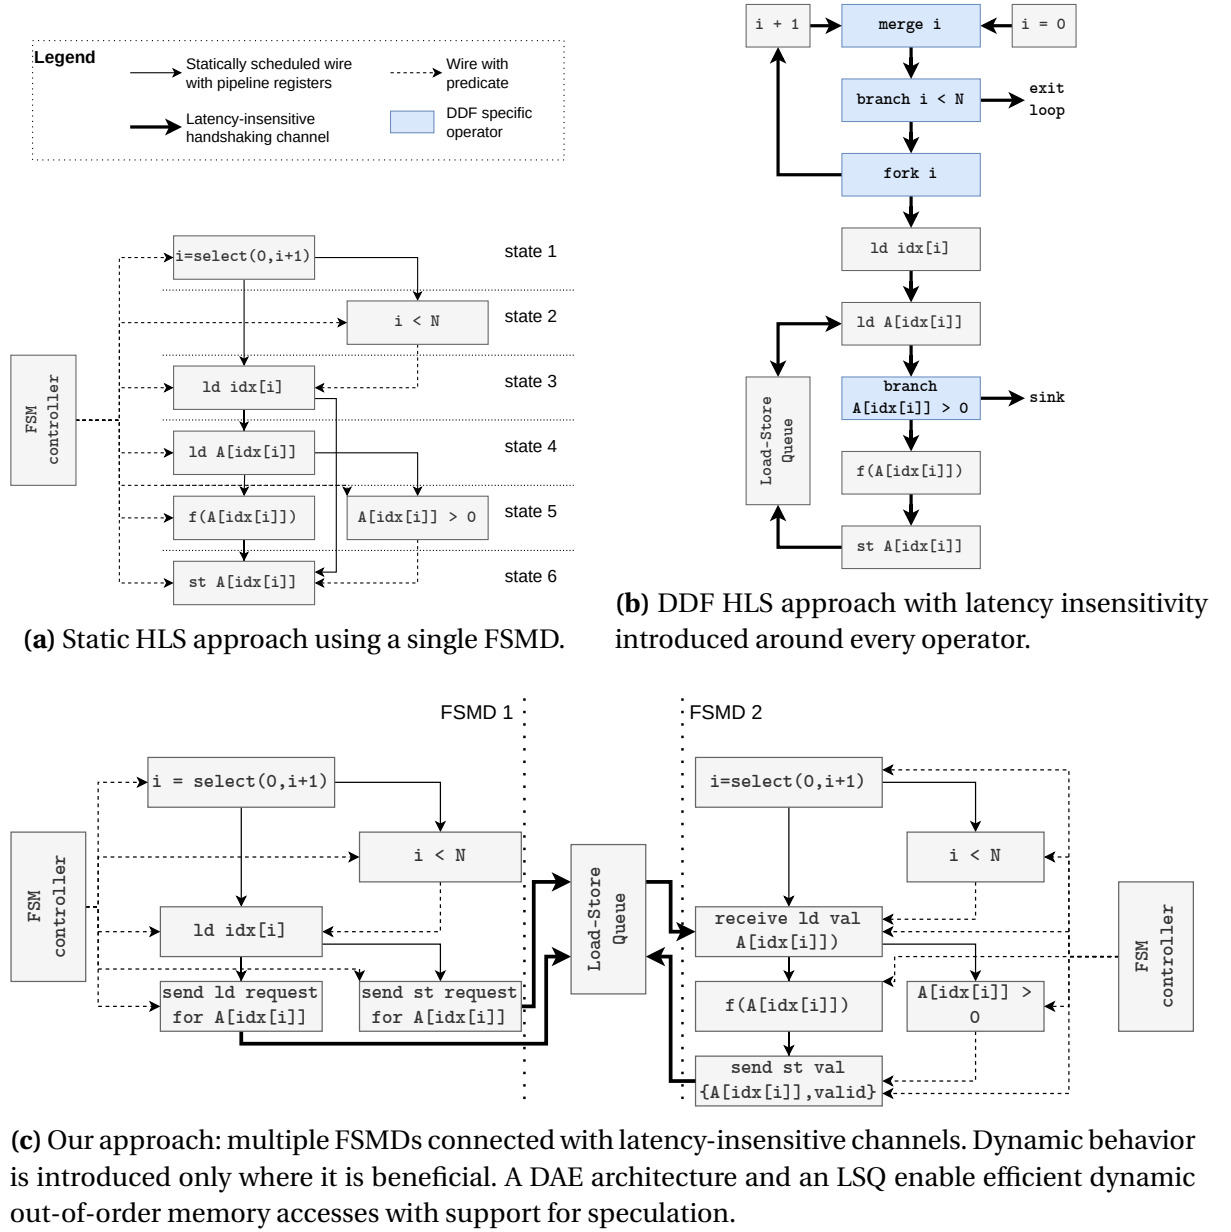 Legend
Statically scheduled wire
with pipeline registers
Wire with
predicate
Latency-insensitive
handshaking channel
DDF specific
operator
FSM
controller
i=select(0,i+1)
state 1
i < N
state 2
ld idx[i]
state 3
ld A[idx[i]]
state 4
f(A[idx[i]])
A[idx[i]] > 0
state 5
st A[idx[i]]
state 6
(a) Static HLS approach using a single FSMD.
i + 1
merge i
i = 0
branch i < N
exit
loop
fork i
ld idx[i]
ld A[idx[i]]
Load-Store
Queue
branch
A[idx[i]] > 0
sink
f(A[idx[i]])
st A[idx[i]]
(b) DDF HLS approach with latency insensitivity
introduced around every operator.
FSMD 1
FSMD 2
FSM
controller
i = select(0,i+1)
i < N
ld idx[i]
send ld request
for A[idx[i]]
send st request
for A[idx[i]]
Load-Store
Queue
i=select(0,i+1)
i < N
receive ld val
A[idx[i]])
f(A[idx[i]])
A[idx[i]] >
0
send st val
{A[idx[i]],valid}
FSM
controller
(c) Our approach: multiple FSMDs connected with latency-insensitive channels. Dynamic behavior
is introduced only where it is beneficial. A DAE architecture and an LSQ enable efficient dynamic
out-of-order memory accesses with support for speculation.